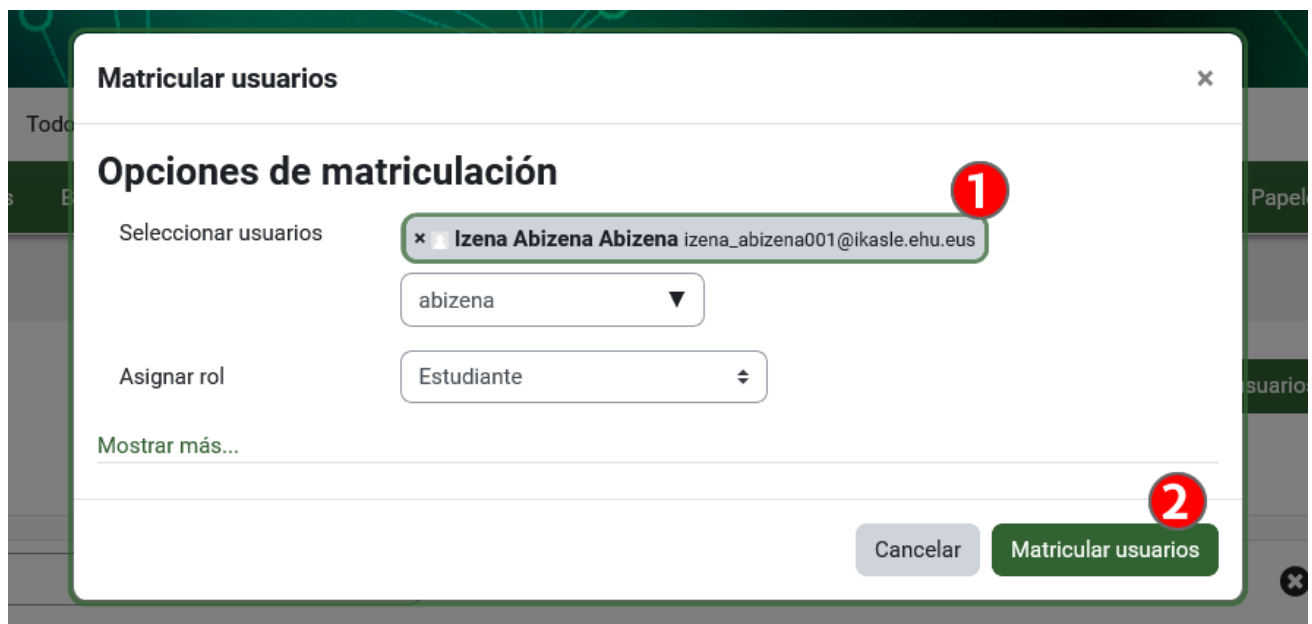 Matricular usuarios ×
Todo
Opciones de matriculación
1
s B
Papel
Seleccionar usuarios
× Izena Abizena Abizena izena_abizena001@ikasle.ehu.eus
abizena ▼
Asignar rol
Estudiante
suarios
Mostrar más...
2
Cancelar
Matricular usuarios